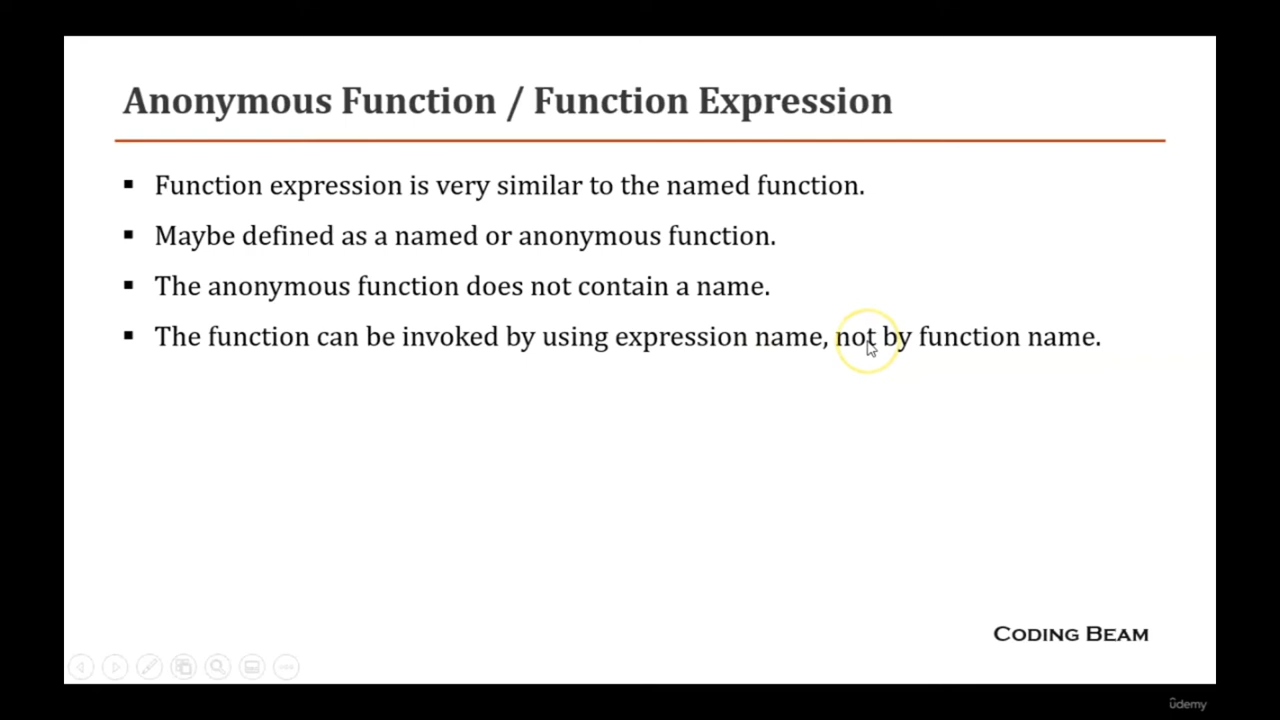 Anonymous Function / Function Expression
Function expression is very similar to the named function.
Maybe defined as a named or anonymous function.
The anonymous function does not contain a name.
The function can be invoked by using expression name, not by function name.
CODING BEAM
ûdemy